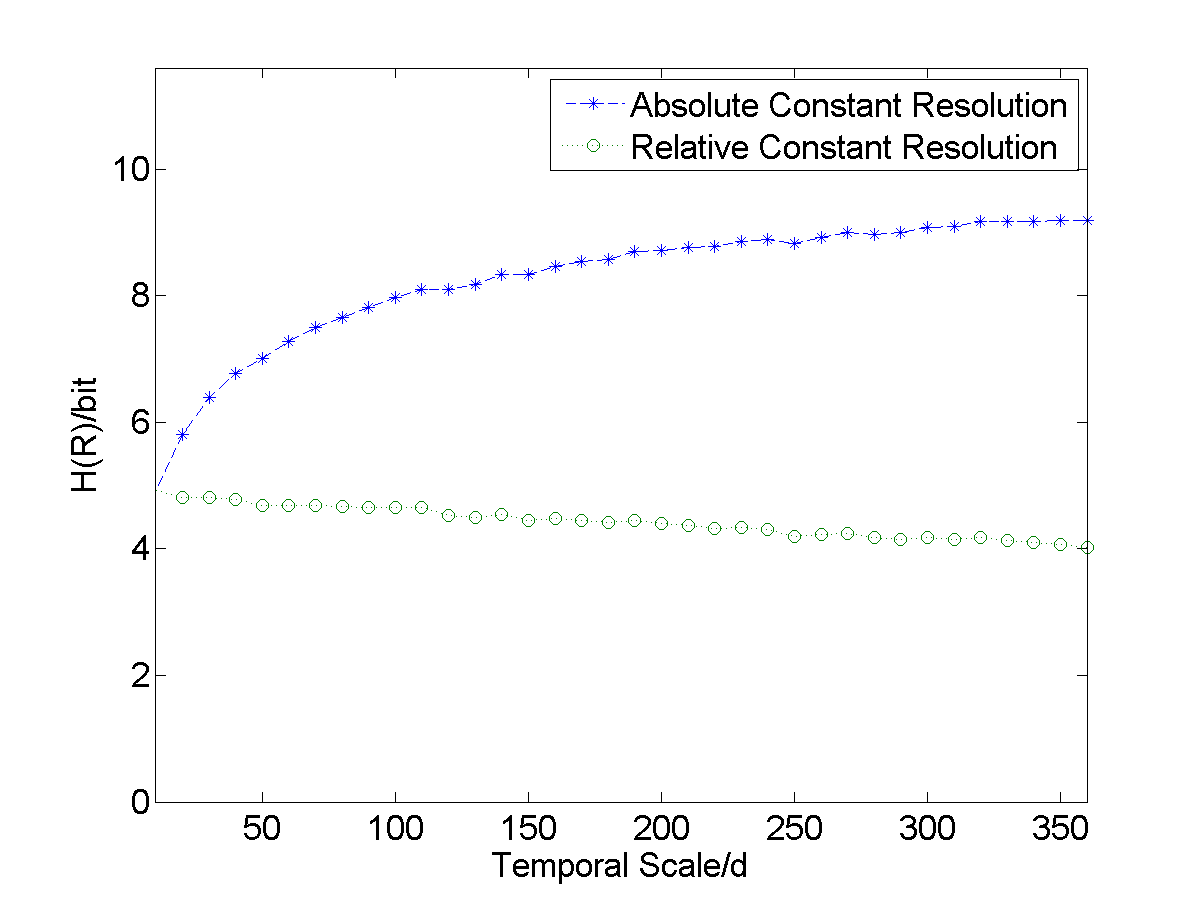 Absolute Constant Resolution
Relative Constant Resolution
10
8
6
4
2
0
H(R)/bit
50 100 150 200 250 300 350
Temporal Scale/d